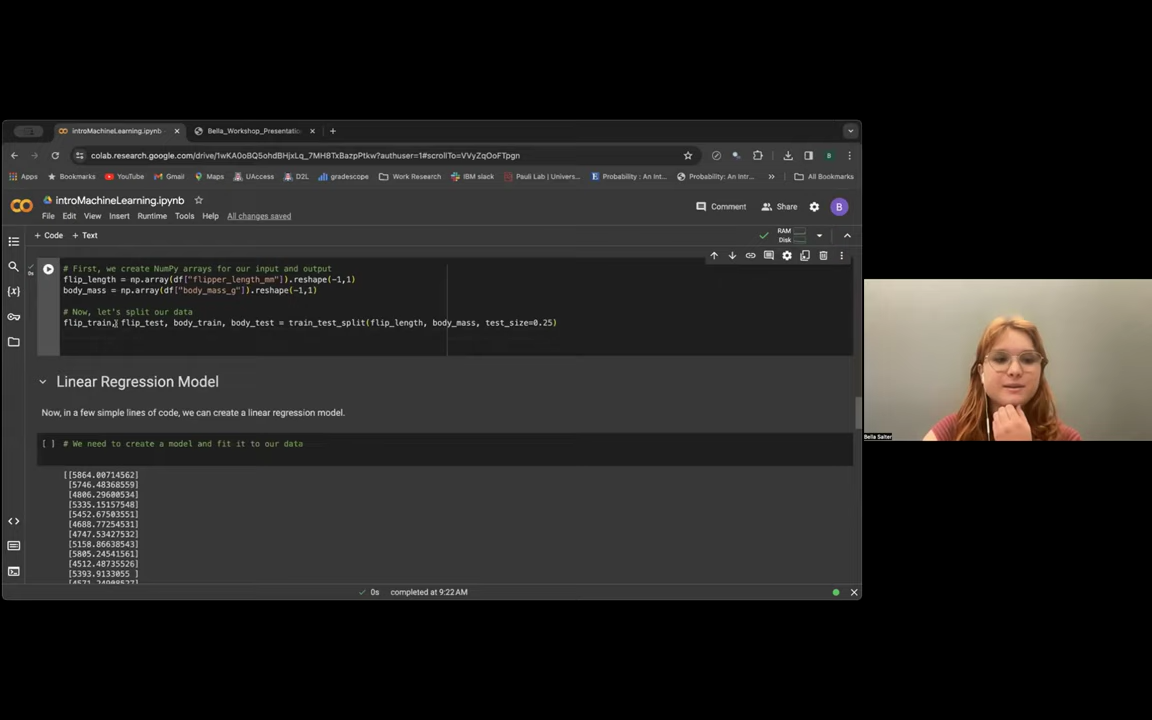 introMachineLearning.ipynb
Bella_Workshop_Presentation
colab.research.google.com/drive/1wKA0oBQ5ohdBHjxLq_7MH8TxBazpPtkw?authuser=1#scrollTo=VVyZqOoFTpgn
Apps
Bookmarks
YouTube
Gmail
Maps
UAccess
D2L
gradescope
Work Research
IBM slack
Pauli Lab | Univers...
Probability : An Int...
Probability: An Intr...
All Bookmarks
introMachineLearning.ipynb
File Edit View Insert Runtime Tools Help All changes saved
Comment
Share
B
+ Code + Text
RAM
Disk
# First, we create NumPy arrays for our input and output
flip_length = np.array(df["flipper_length_mm"]).reshape(-1,1)
body_mass = np.array(df["body_mass_g"]).reshape(-1,1)
# Now, let's split our data
flip_train, flip_test, body_train, body_test = train_test_split(flip_length, body_mass, test_size=0.25)
0s
Linear Regression Model
Now, in a few simple lines of code, we can create a linear regression model.
[ ] # We need to create a model and fit it to our data
[[5864.00714562]
[5746.48368559]
[4806.29600534]
[5335.15157548]
[5452.67503551]
[4688.77254531]
[4747.53427532]
[5158.86638543]
[5805.24541561]
[4512.48735526]
[5393.9133055 ]
0s completed at 9:22 AM
Bella Salter